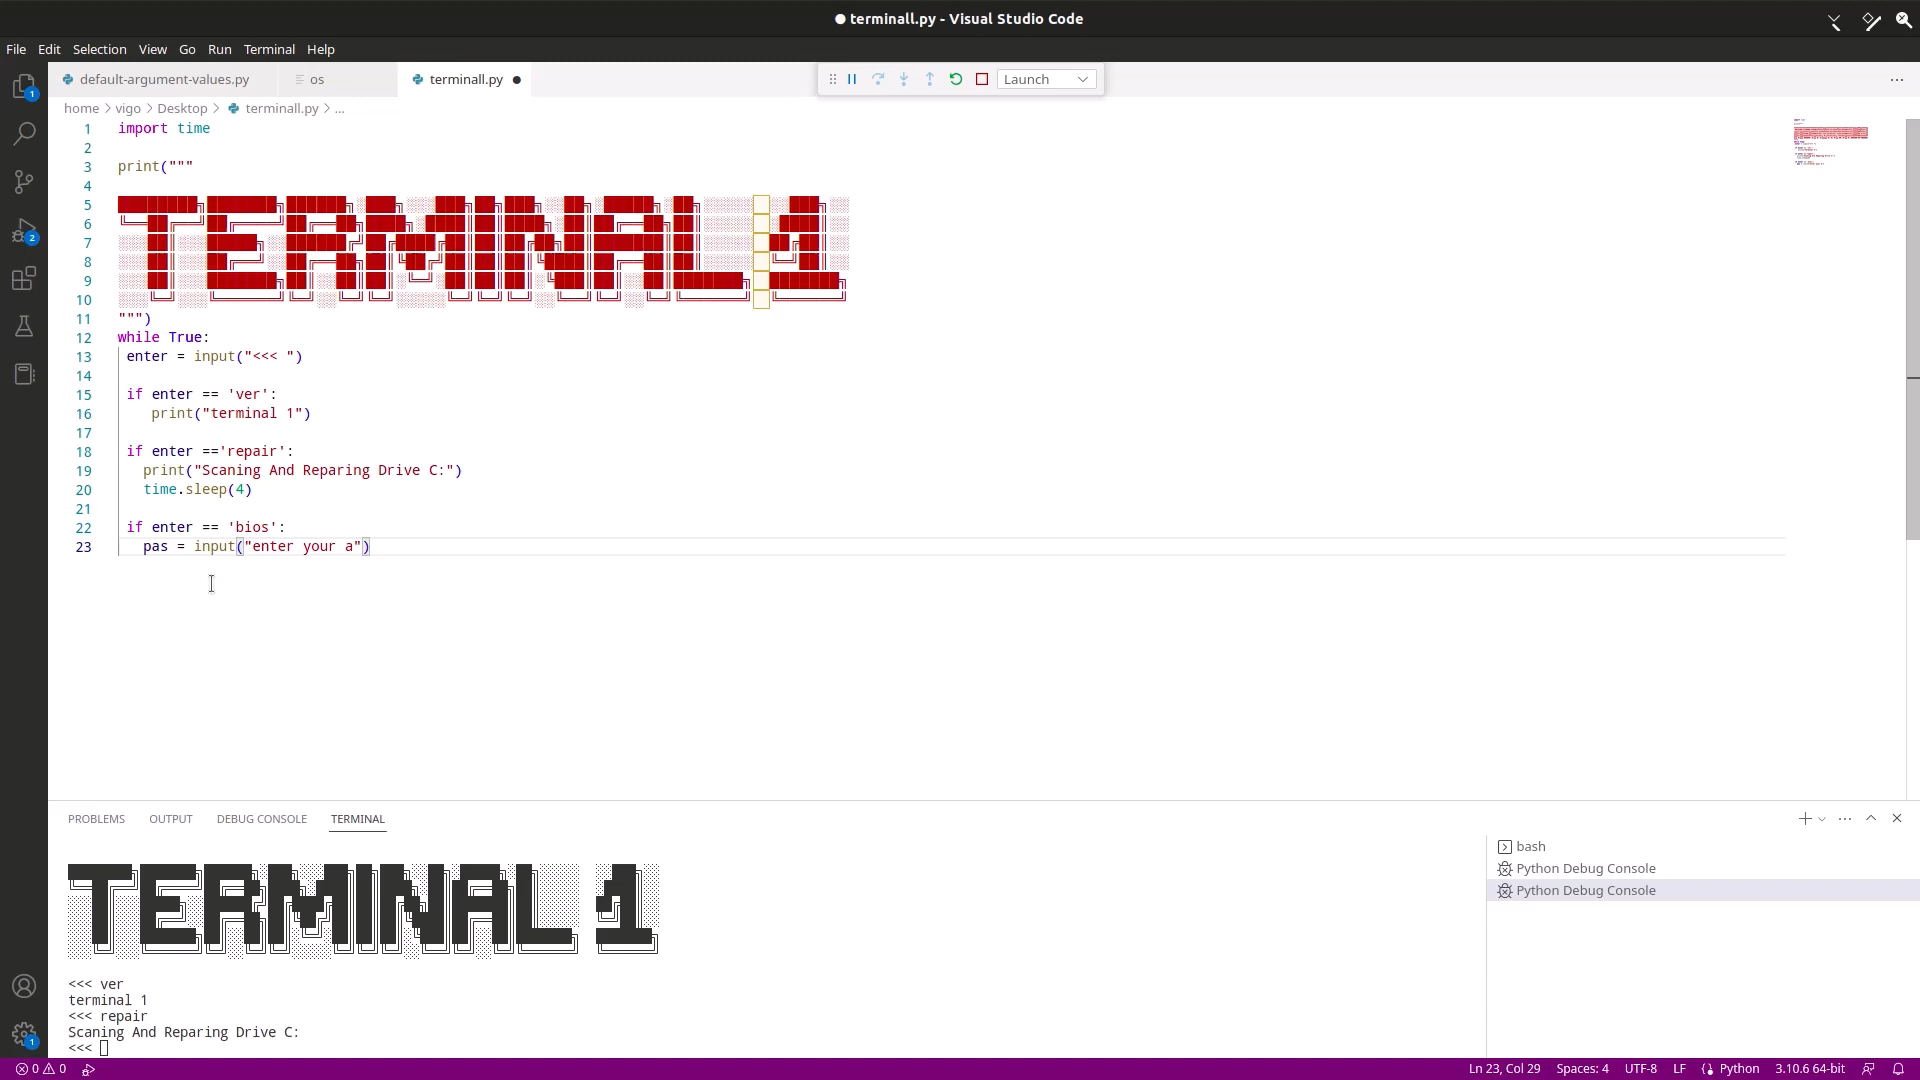 terminall.py - Visual Studio Code
File Edit Selection View Go Run Terminal Help
default-argument-values.py os terminall.py Launch
home > vigo > Desktop > terminall.py > ...
1 import time
2
3 print("""
4
5
6
7
8
9
10
11 """)
12 while True:
13 enter = input("<<< ")
14
15 if enter == 'ver':
16 print("terminal 1")
17
18 if enter =='repair':
19 print("Scaning And Reparing Drive C:")
20 time.sleep(4)
21
22 if enter == 'bios':
23 pas = input("enter your a")
1
2
1
PROBLEMS OUTPUT DEBUG CONSOLE TERMINAL
TERMINAL 1
<<< ver
terminal 1
<<< repair
Scaning And Reparing Drive C:
<<<
bash
Python Debug Console
Python Debug Console
0 0 Ln 23, Col 29 Spaces: 4 UTF-8 LF Python 3.10.6 64-bit